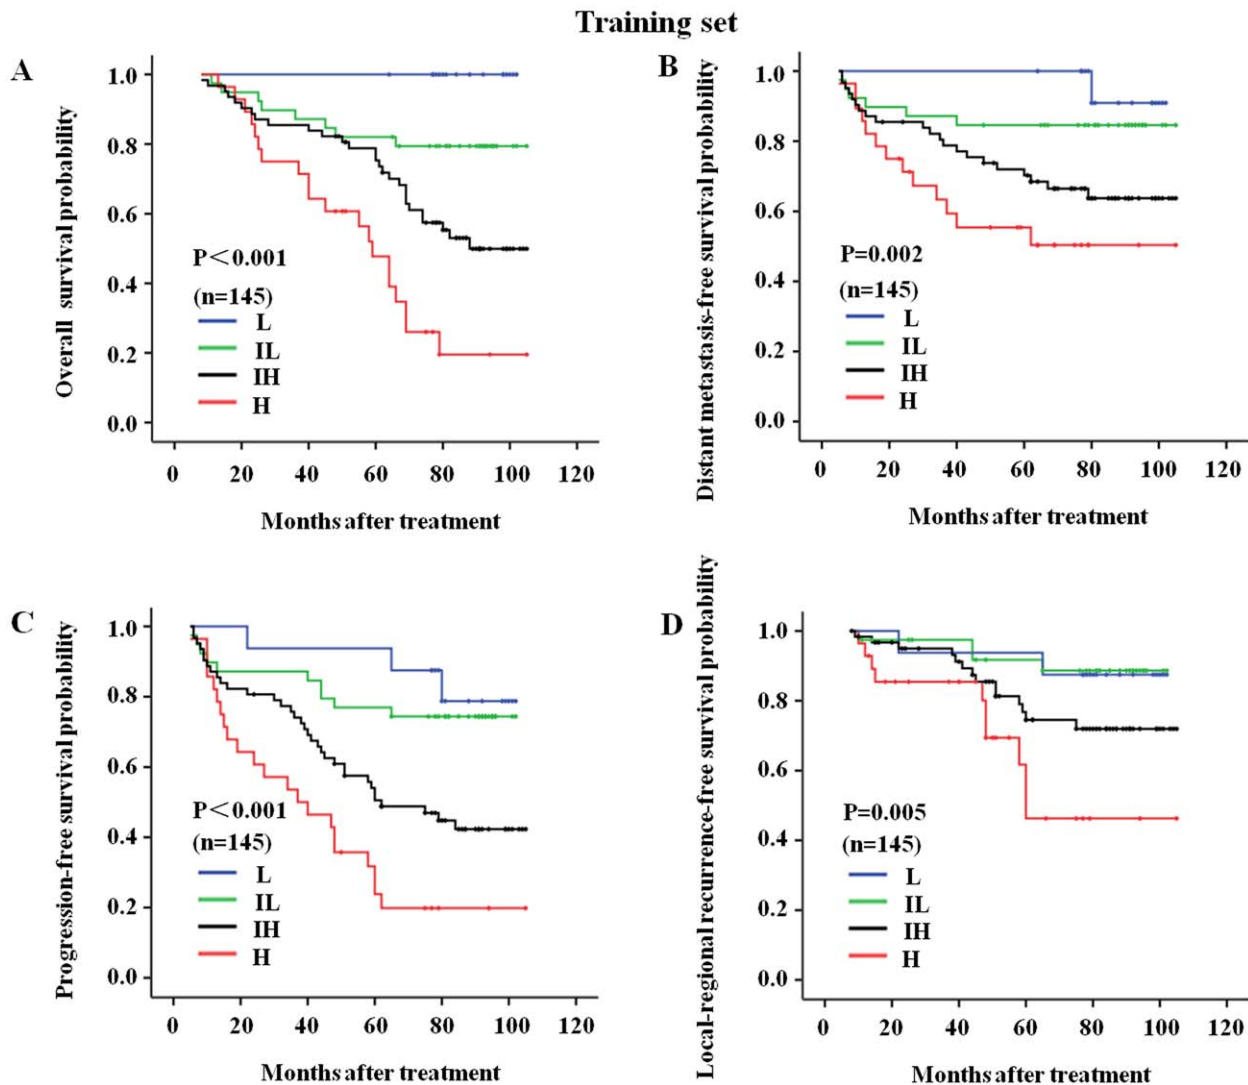 Training set
A
Overall survival probability
1.0
0.8
0.6
0.4
0.2
0.0
P<0.001
(n=145)
L
IL
IH
H
0 20 40 60 80 100 120
Months after treatment
B
Distant metastasis-free survival probability
1.0
0.8
0.6
0.4
0.2
0.0
P=0.002
(n=145)
L
IL
IH
H
0 20 40 60 80 100 120
Months after treatment
C
Progression-free survival probability
1.0
0.8
0.6
0.4
0.2
0.0
P<0.001
(n=145)
L
IL
IH
H
0 20 40 60 80 100 120
Months after treatment
D
Local-regional recurrence-free survival probability
1.0
0.8
0.6
0.4
0.2
0.0
P=0.005
(n=145)
L
IL
IH
H
0 20 40 60 80 100 120
Months after treatment